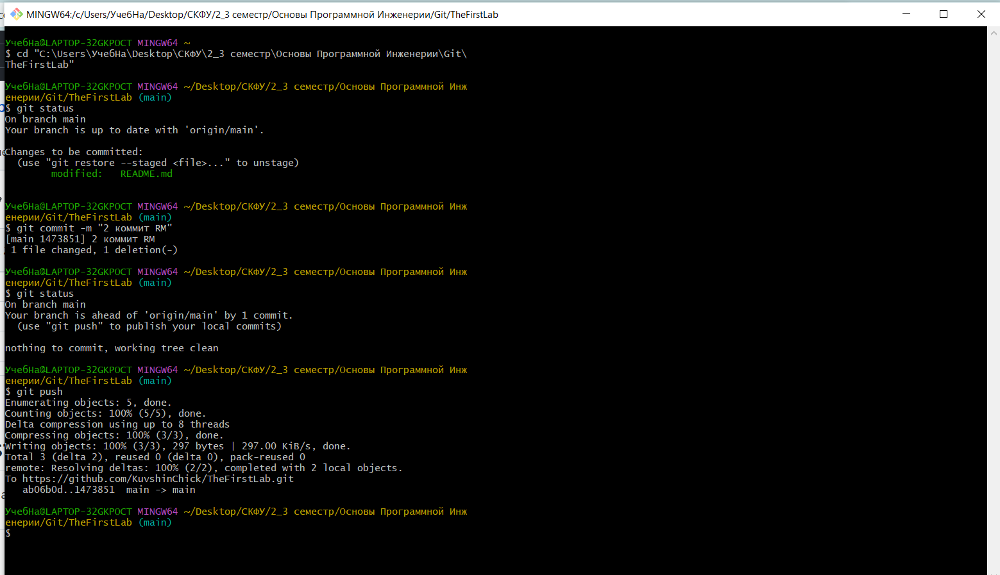 MINGW64:/c/Users/УчебНа/Desktop/СКФУ/2_3 семестр/Основы Программной Инженерии/Git/TheFirstLab
УчебНа@LAPTOP-32GKPOCT MINGW64 ~
$ cd "C:\Users\УчебНа\Desktop\СКФУ\2_3 семестр\Основы Программной Инженерии\Git\
TheFirstLab"
УчебНа@LAPTOP-32GKPOCT MINGW64 ~/Desktop/СКФУ/2_3 семестр/Основы Программной Инж
енерии/Git/TheFirstLab (main)
$ git status
On branch main
Your branch is up to date with 'origin/main'.
Changes to be committed:
  (use "git restore --staged <file>..." to unstage)
        modified:   README.md
УчебНа@LAPTOP-32GKPOCT MINGW64 ~/Desktop/СКФУ/2_3 семестр/Основы Программной Инж
енерии/Git/TheFirstLab (main)
$ git commit -m "2 коммит RM"
[main 1473851] 2 коммит RM
 1 file changed, 1 deletion(-)
УчебНа@LAPTOP-32GKPOCT MINGW64 ~/Desktop/СКФУ/2_3 семестр/Основы Программной Инж
енерии/Git/TheFirstLab (main)
$ git status
On branch main
Your branch is ahead of 'origin/main' by 1 commit.
  (use "git push" to publish your local commits)
nothing to commit, working tree clean
УчебНа@LAPTOP-32GKPOCT MINGW64 ~/Desktop/СКФУ/2_3 семестр/Основы Программной Инж
енерии/Git/TheFirstLab (main)
$ git push
Enumerating objects: 5, done.
Counting objects: 100% (5/5), done.
Delta compression using up to 8 threads
Compressing objects: 100% (3/3), done.
Writing objects: 100% (3/3), 297 bytes | 297.00 KiB/s, done.
Total 3 (delta 2), reused 0 (delta 0), pack-reused 0
remote: Resolving deltas: 100% (2/2), completed with 2 local objects.
To https://github.com/KuvshinChick/TheFirstLab.git
   ab06b0d..1473851  main -> main
УчебНа@LAPTOP-32GKPOCT MINGW64 ~/Desktop/СКФУ/2_3 семестр/Основы Программной Инж
енерии/Git/TheFirstLab (main)
$